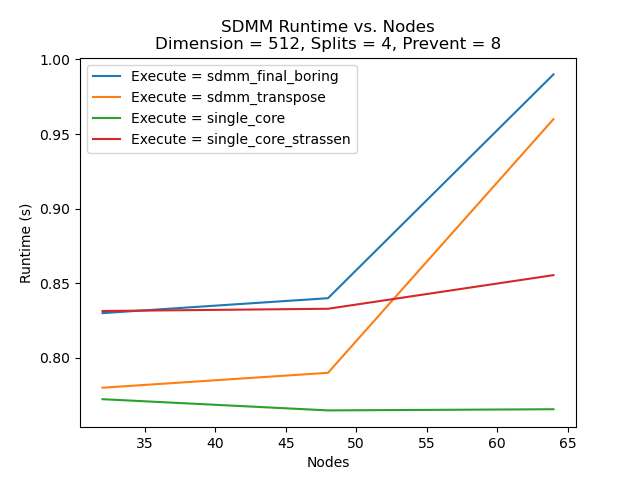 SDMM Runtime vs. Nodes
Dimension = 512, Splits = 4, Prevent = 8
Execute = sdmm_final_boring
Execute = sdmm_transpose
Execute = single_core
Execute = single_core_strassen
Runtime (s)
1.00
0.95
0.90
0.85
0.80
35 40 45 50 55 60 65
Nodes